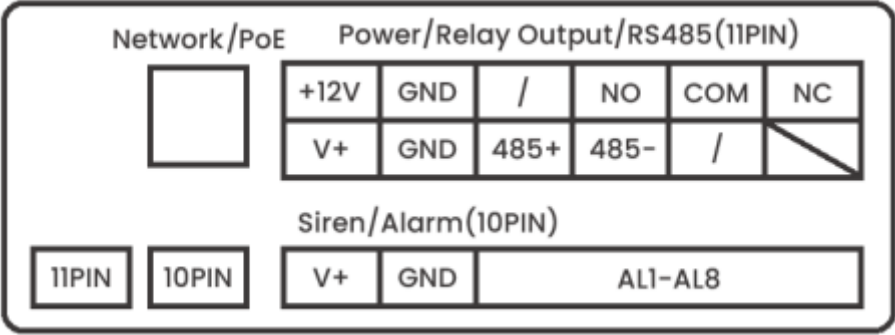 Network/PoE
Power/Relay Output/RS485(11PIN)
+12V GND / NO COM NC
V+ GND 485+ 485- /
Siren/Alarm(10PIN)
11PIN 10PIN V+ GND AL1-AL8